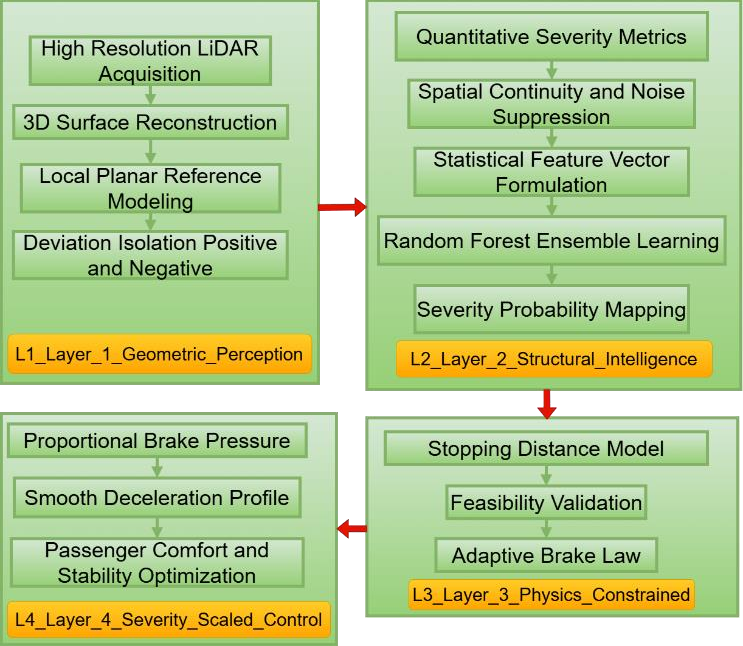 High Resolution LiDAR
Acquisition
3D Surface Reconstruction
Local Planar Reference
Modeling
Deviation Isolation Positive
and Negative
L1_Layer_1_Geometric_Perception
Quantitative Severity Metrics
Spatial Continuity and Noise
Suppression
Statistical Feature Vector
Formulation
Random Forest Ensemble Learning
Severity Probability Mapping
L2_Layer_2_Structural_Intelligence
Stopping Distance Model
Feasibility Validation
Adaptive Brake Law
L3_Layer_3_Physics_Constrained
Proportional Brake Pressure
Smooth Deceleration Profile
Passenger Comfort and
Stability Optimization
L4_Layer_4_Severity_Scaled_Control